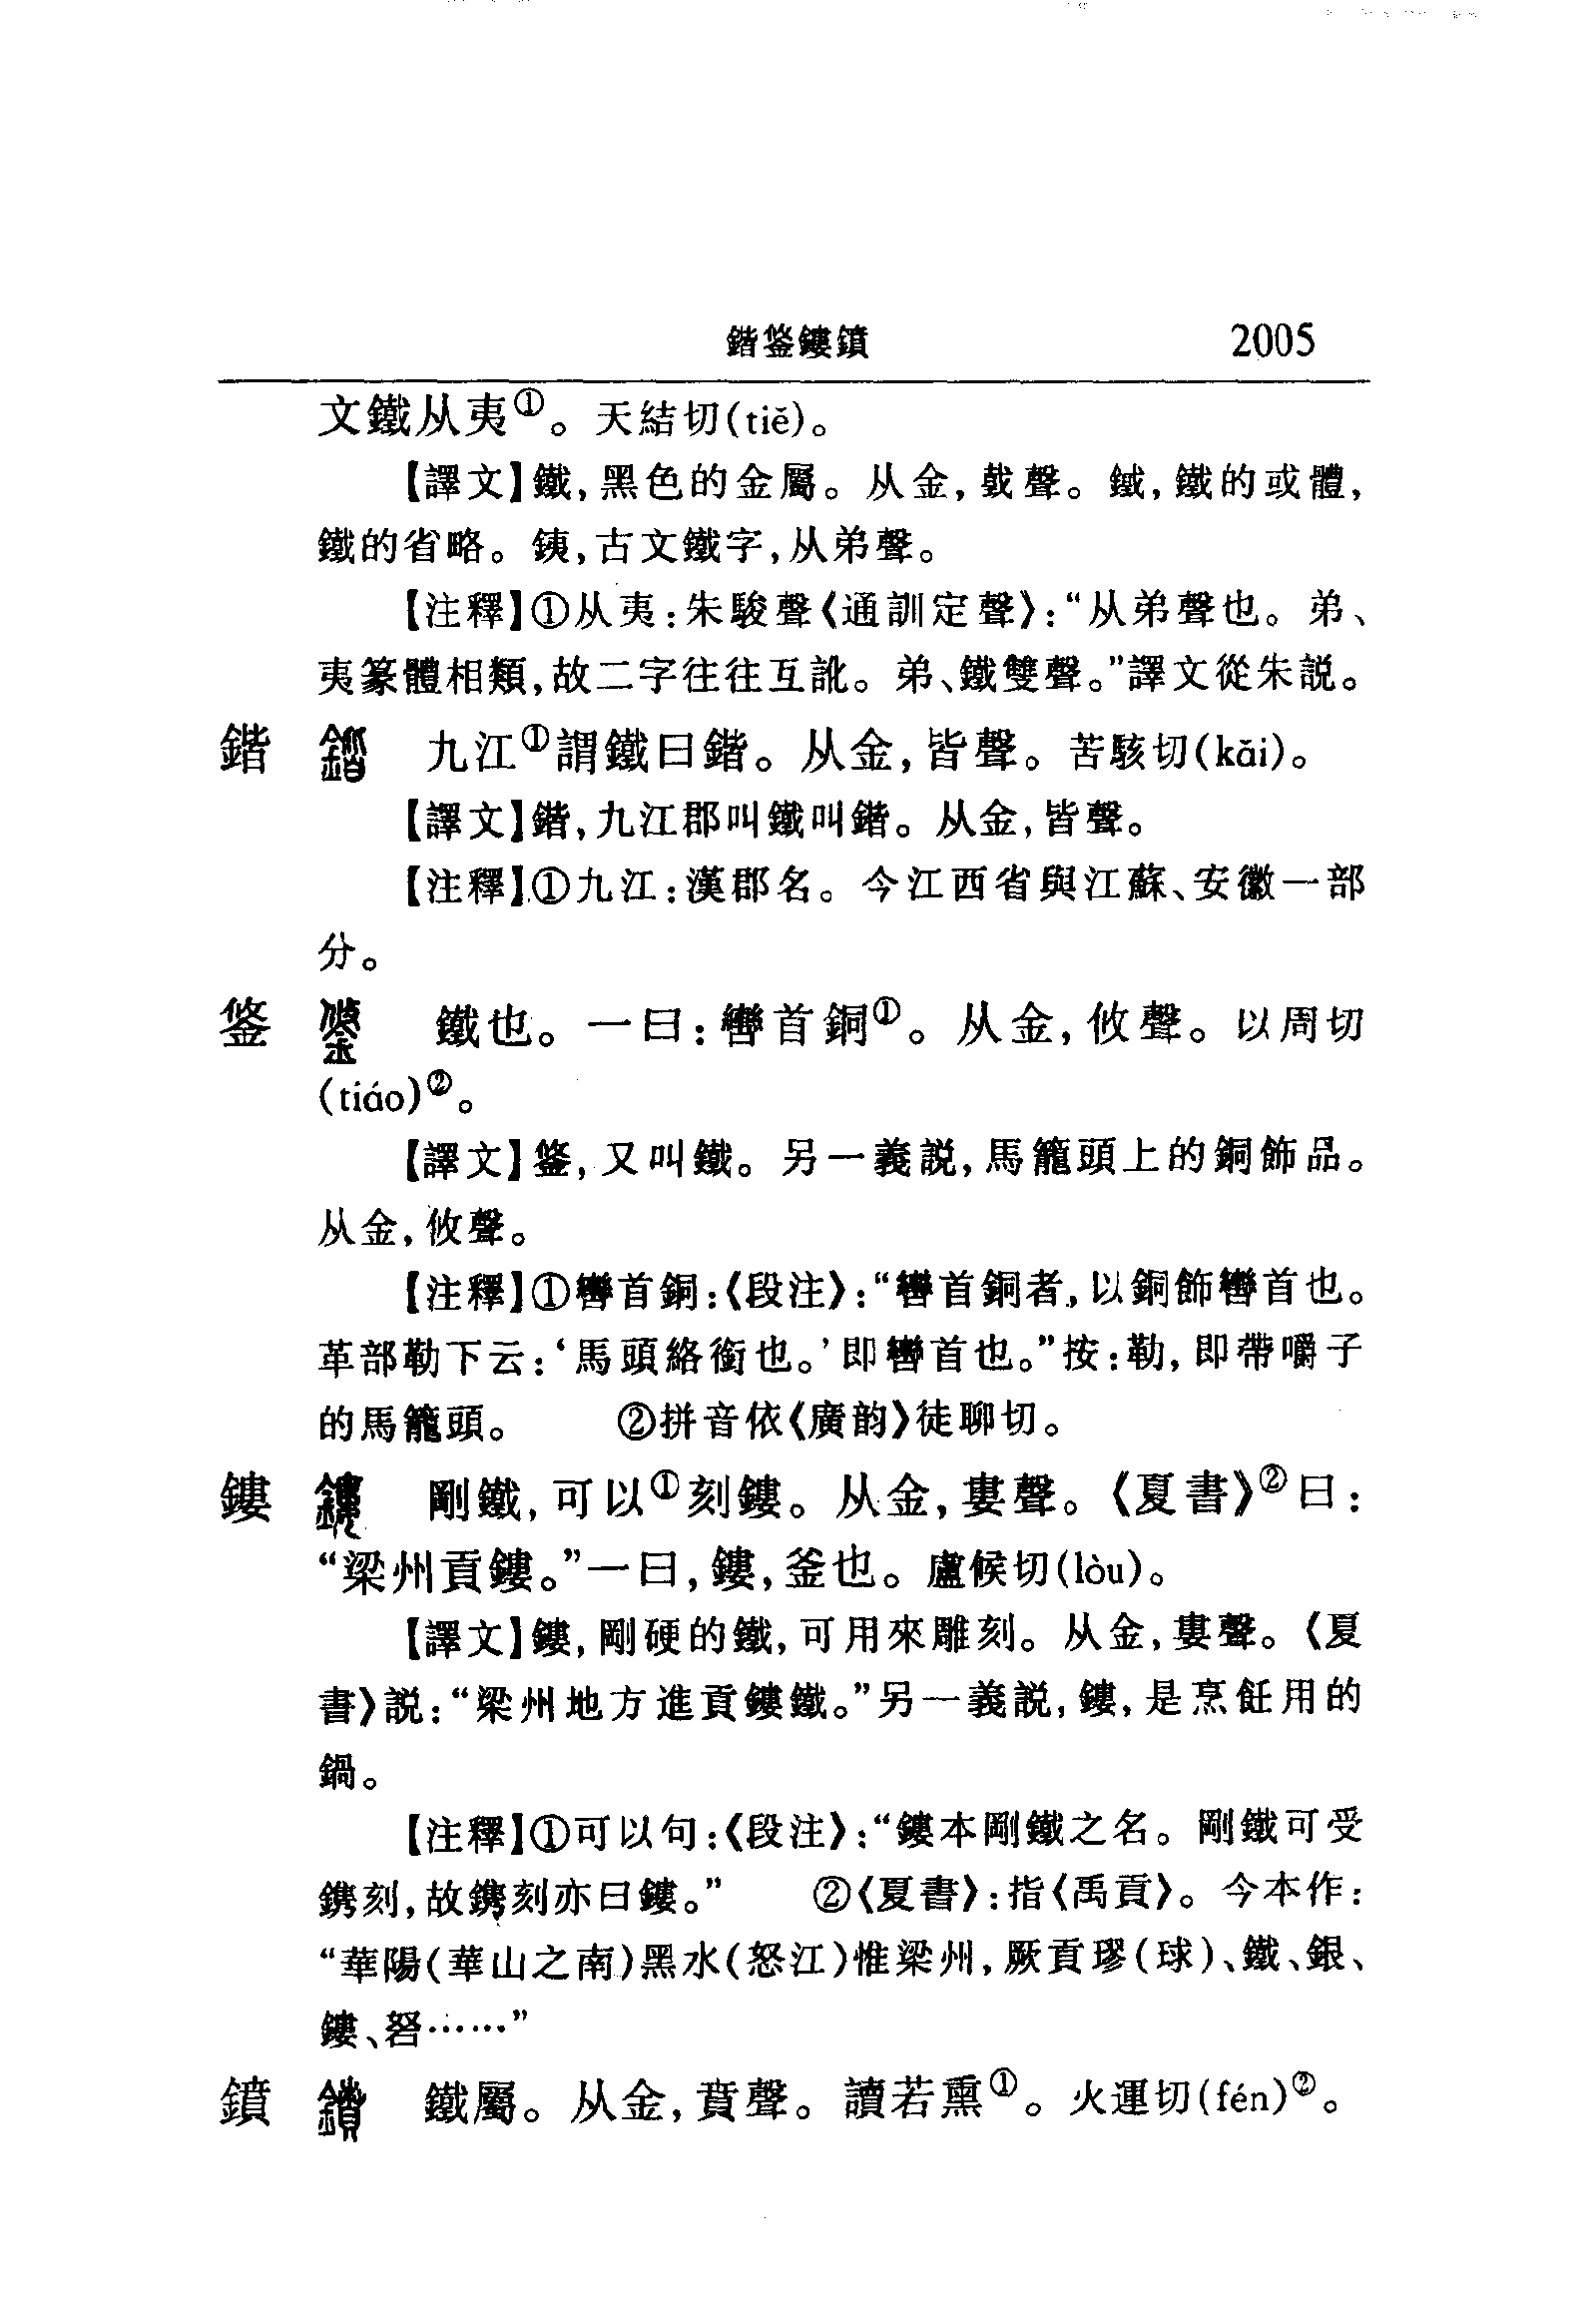 鍇鋚鏤鐼 2005
文鐵从夷①。天結切(tiě)。
【譯文】鐵,黑色的金屬。从金,𢧜聲。鐡,鐵的或體,
鐵的省略。銕,古文鐵字,从弟聲。
【注釋】①从夷:朱駿聲《通訓定聲》:“从弟聲也。弟、
夷篆體相類,故二字往往互訛。弟、鐵雙聲。”譯文從朱説。
鍇 鍇 九江①謂鐵曰鍇。从金,皆聲。苦駭切(kǎi)。
【譯文】鍇,九江郡叫鐵叫鍇。从金,皆聲。
【注釋】①九江:漢郡名。今江西省與江蘇、安徽一部
分。
鋚 鋚 鐵也。一曰:轡首銅①。从金,攸聲。以周切
(tiáo)②。
【譯文】鋚,又叫鐵。另一義説,馬籠頭上的銅飾品。
从金,攸聲。
【注釋】①轡首銅:《段注》:“轡首銅者,以銅飾轡首也。
革部勒下云:‘馬頭絡銜也。’即轡首也。”按:勒,即帶嚼子
的馬籠頭。 ②拼音依《廣韵》徒聊切。
鏤 鏤 剛鐵,可以①刻鏤。从金,婁聲。《夏書》②曰:
“梁州貢鏤。”一曰,鏤,釜也。盧候切(lòu)。
【譯文】鏤,剛硬的鐵,可用來雕刻。从金,婁聲。《夏
書》説:“梁州地方進貢鏤鐵。”另一義説,鏤,是烹飪用的
鍋。
【注釋】①可以句:《段注》:“鏤本剛鐵之名。剛鐵可受
鎸刻,故鎸刻亦曰鏤。” ②《夏書》:指《禹貢》。今本作:
“華陽(華山之南)黑水(怒江)惟梁州,厥貢璆(球)、鐵、銀、
鏤、砮……”
鐼 鐼 鐵屬。从金,賁聲。讀若熏①。火運切(fén)②。